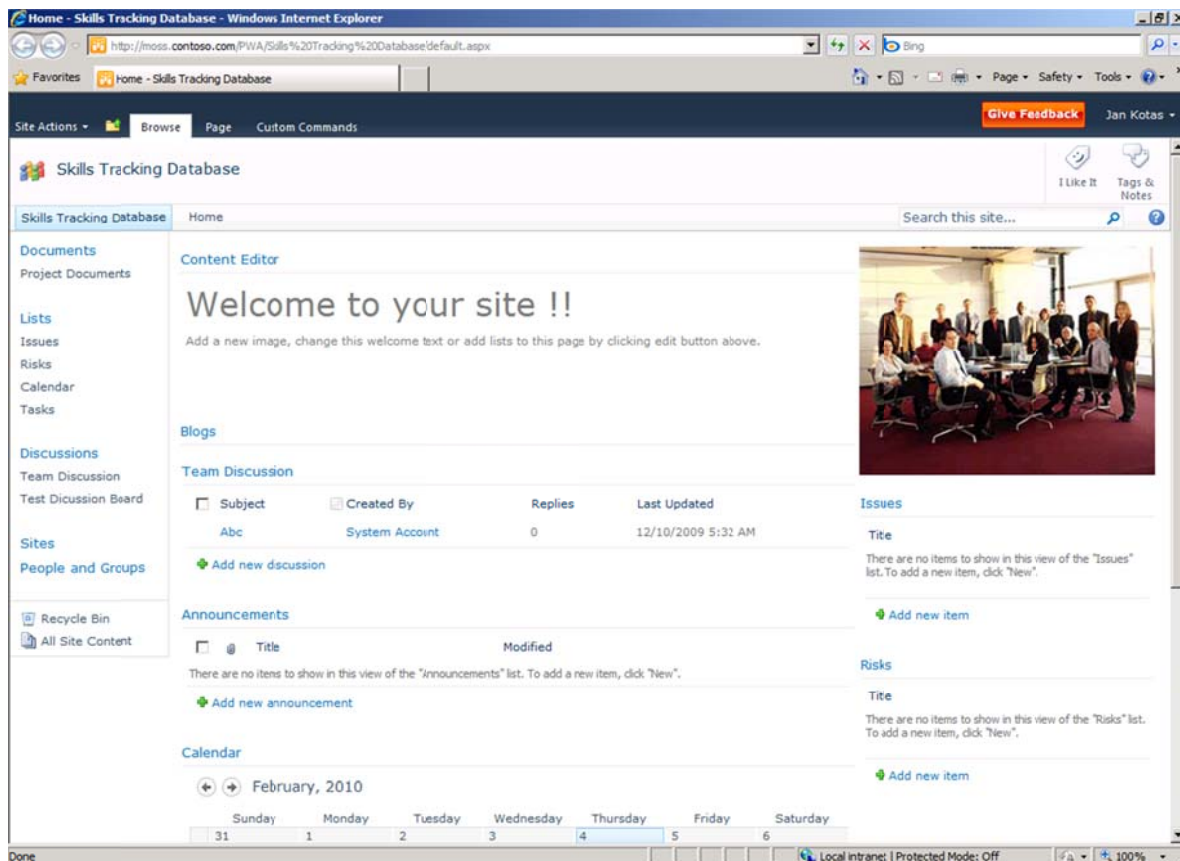 Home - Skills Tracking Database - Windows Internet Explorer
http://moss.contoso.com/PWA/Sills%20Tracking%20Database/default.aspx
Bing
Favorites Home - Skills Tracking Database
Page Safety Tools
Give Feedback Jan Kotas
Site Actions Browse Page Custom Commands
Skills Tracking Database
I Like It Tags &
Notes
Skills Tracking Database Home Search this site...
Documents
Project Documents
Lists
Issues
Risks
Calendar
Tasks
Discussions
Team Discussion
Test Dicussion Board
Sites
People and Groups
Recycle Bin
All Site Content
Content Editor
Welcome to your site !!
Add a new image, change this welcome text or add lists to this page by clicking edit button above.
Blogs
Team Discussion
Subject Created By Replies Last Updated
Abc System Account 0 12/10/2009 5:32 AM
Add new dscussion
Announcements
Title Modified
There are no items to show in this view of the "Announcements" list. To add a new item, click "New".
Add new announcement
Calendar
February, 2010
Sunday Monday Tuesday Wednesday Thursday Friday Saturday
31 1 2 3 4 5 6
Issues
Title
There are no items to show in this view of the "Issues"
list. To add a new item, click "New".
Add new item
Risks
Title
There are no items to show in this view of the "Risks" list.
To add a new item, click "New".
Add new item
Done Local intranet | Protected Mode: Off 100%